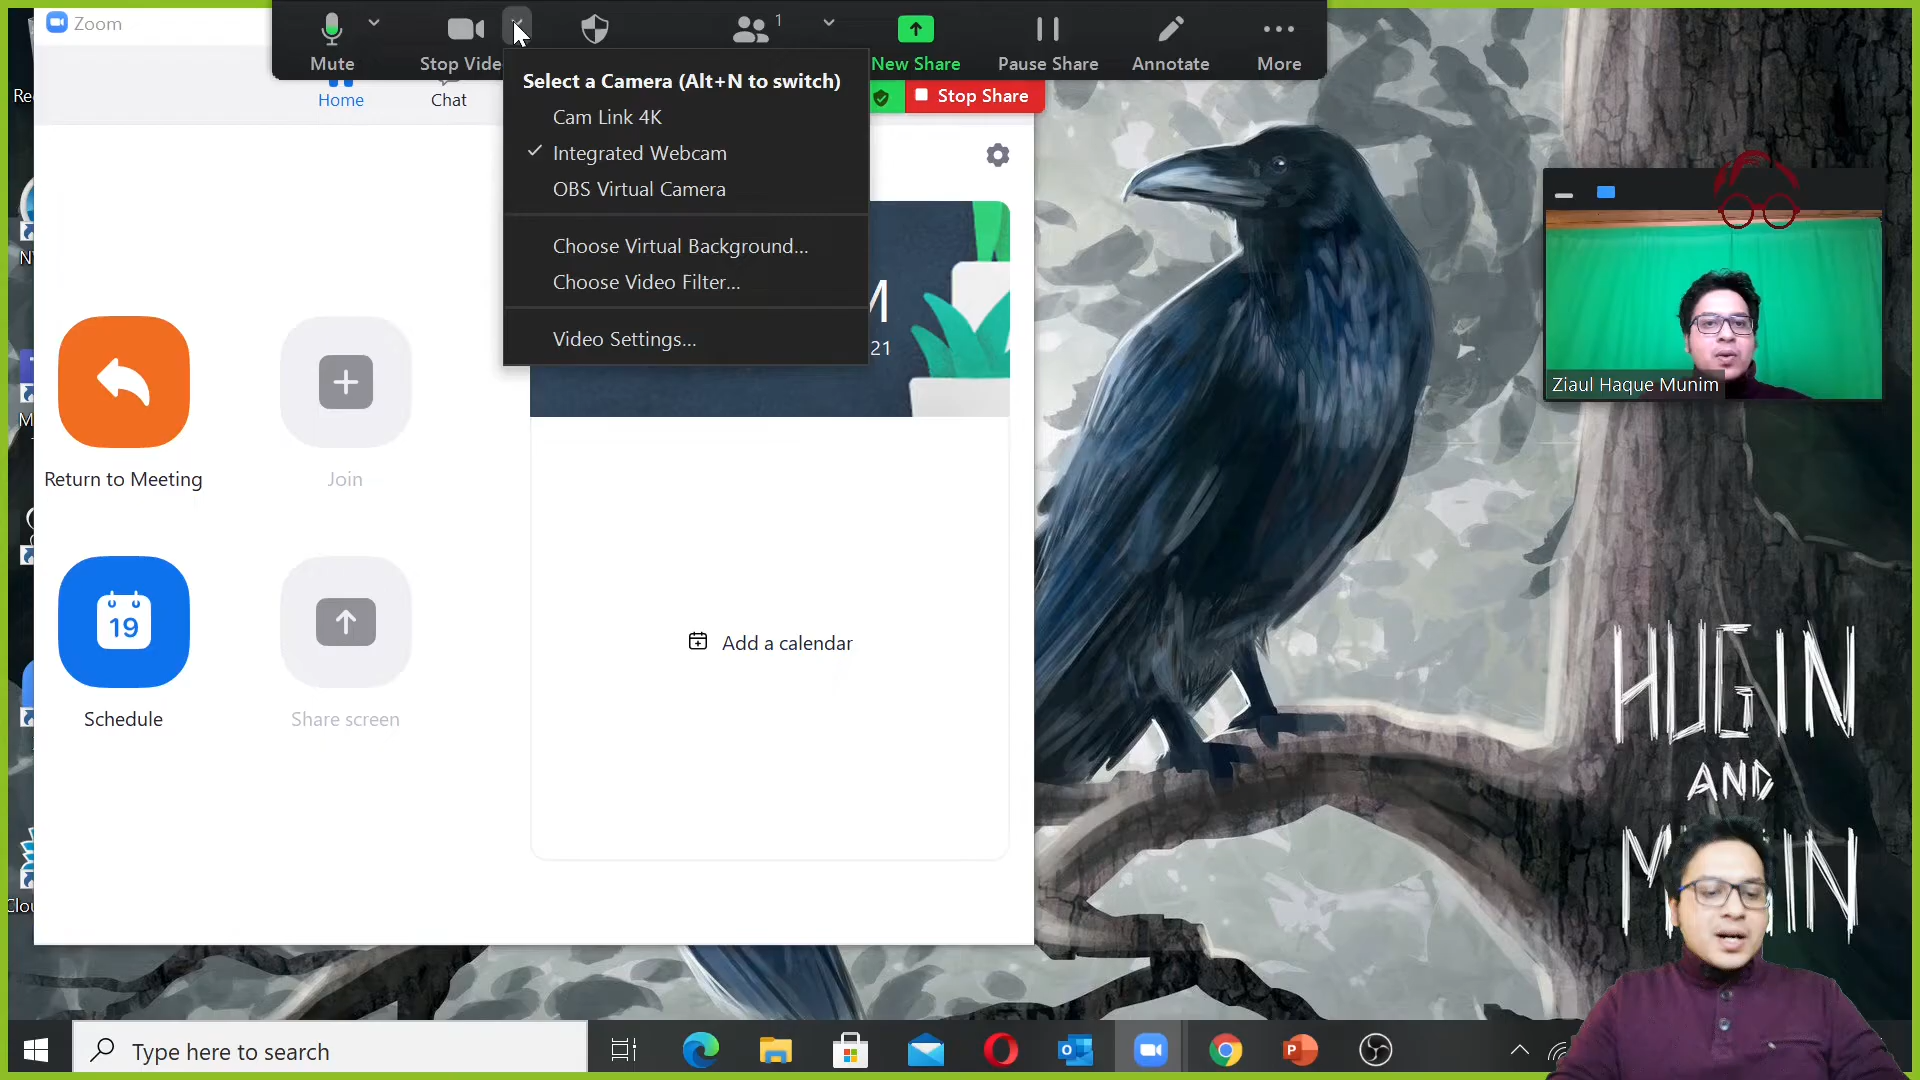 Zoom
Mute
Stop Vide
1
New Share
Pause Share
Annotate
More
Home
Chat
Stop Share
Select a Camera (Alt+N to switch)
Cam Link 4K
Integrated Webcam
OBS Virtual Camera
Choose Virtual Background...
Choose Video Filter...
Video Settings...
M
21
Return to Meeting
Join
19
Schedule
Share screen
Add a calendar
Ziaul Haque Munim
HUGIN
AND
M IN
Type here to search